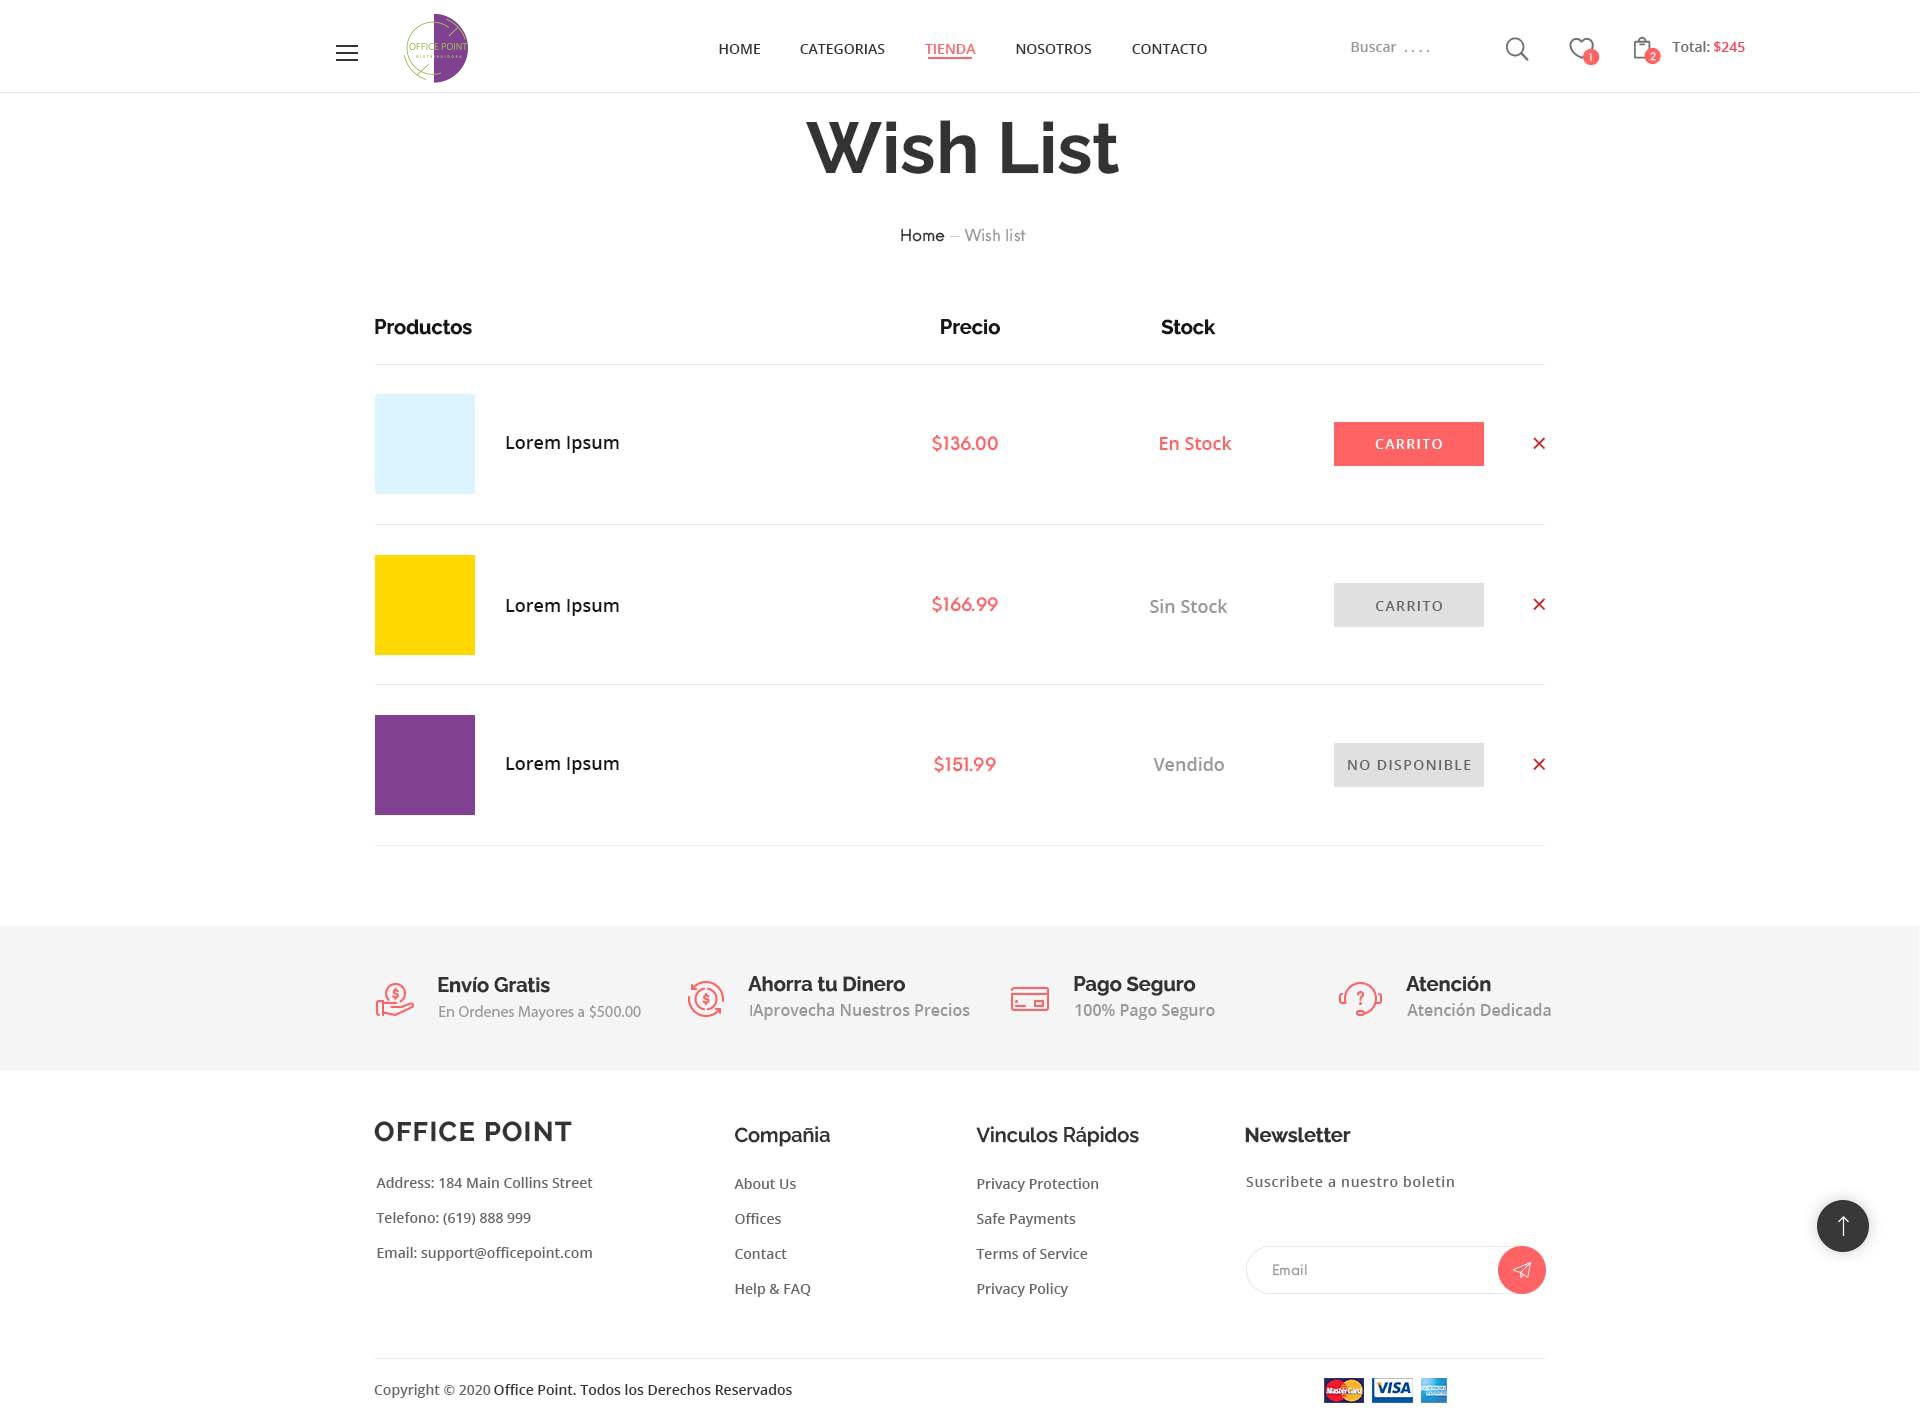 OFFICE POINT
DISTRIBUIDORA
HOME CATEGORIAS TIENDA NOSOTROS CONTACTO
Buscar . . . .
1
2
Total: $245
Wish List
Home – Wish list
Productos Precio Stock
Lorem Ipsum $136.00 En Stock CARRITO
Lorem Ipsum $166.99 Sin Stock CARRITO
Lorem Ipsum $151.99 Vendido NO DISPONIBLE
Envío Gratis
En Ordenes Mayores a $500.00
Ahorra tu Dinero
lAprovecha Nuestros Precios
Pago Seguro
100% Pago Seguro
Atención
Atención Dedicada
OFFICE POINT
Address: 184 Main Collins Street
Telefono: (619) 888 999
Email: support@officepoint.com
Compañia
About Us
Offices
Contact
Help & FAQ
Vinculos Rápidos
Privacy Protection
Safe Payments
Terms of Service
Privacy Policy
Newsletter
Suscribete a nuestro boletin
Email
Copyright © 2020 Office Point. Todos los Derechos Reservados
MasterCard
VISA
AMERICAN EXPRESS